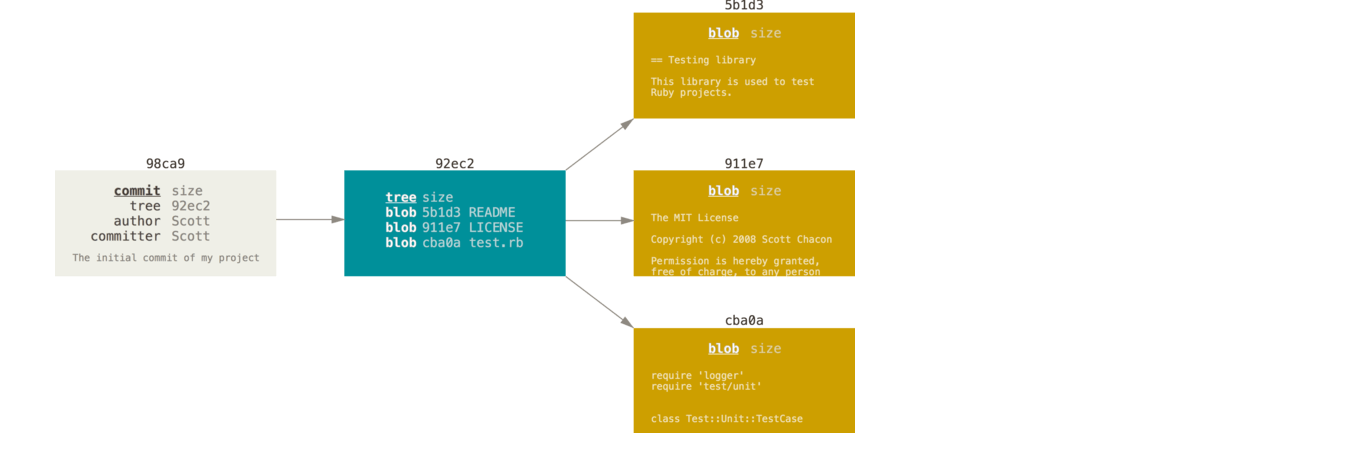 98ca9
commit size
tree 92ec2
author Scott
committer Scott
The initial commit of my project
92ec2
tree size
blob 5b1d3 README
blob 911e7 LICENSE
blob cba0a test.rb
5b1d3
blob size
== Testing library
This library is used to test
Ruby projects.
911e7
blob size
The MIT License
Copyright (c) 2008 Scott Chacon
Permission is hereby granted,
free of charge, to any person
cba0a
blob size
require 'logger'
require 'test/unit'
class Test::Unit::TestCase